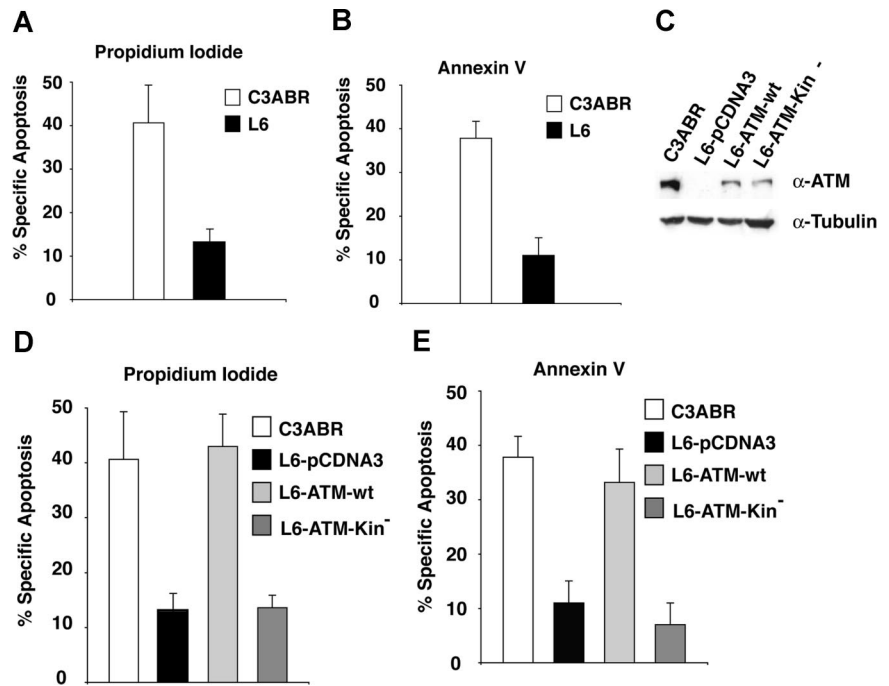 A
Propidium Iodide
% Specific Apoptosis
50
40
30
20
10
0
C3ABR
L6
B
Annexin V
% Specific Apoptosis
50
40
30
20
10
0
C3ABR
L6
C
C3ABR
L6-pCDNA3
L6-ATM-wt
L6-ATM-Kin⁻
α-ATM
α-Tubulin
D
Propidium Iodide
% Specific Apoptosis
50
40
30
20
10
0
C3ABR
L6-pCDNA3
L6-ATM-wt
L6-ATM-Kin⁻
E
Annexin V
% Specific Apoptosis
50
40
30
20
10
0
C3ABR
L6-pCDNA3
L6-ATM-wt
L6-ATM-Kin⁻